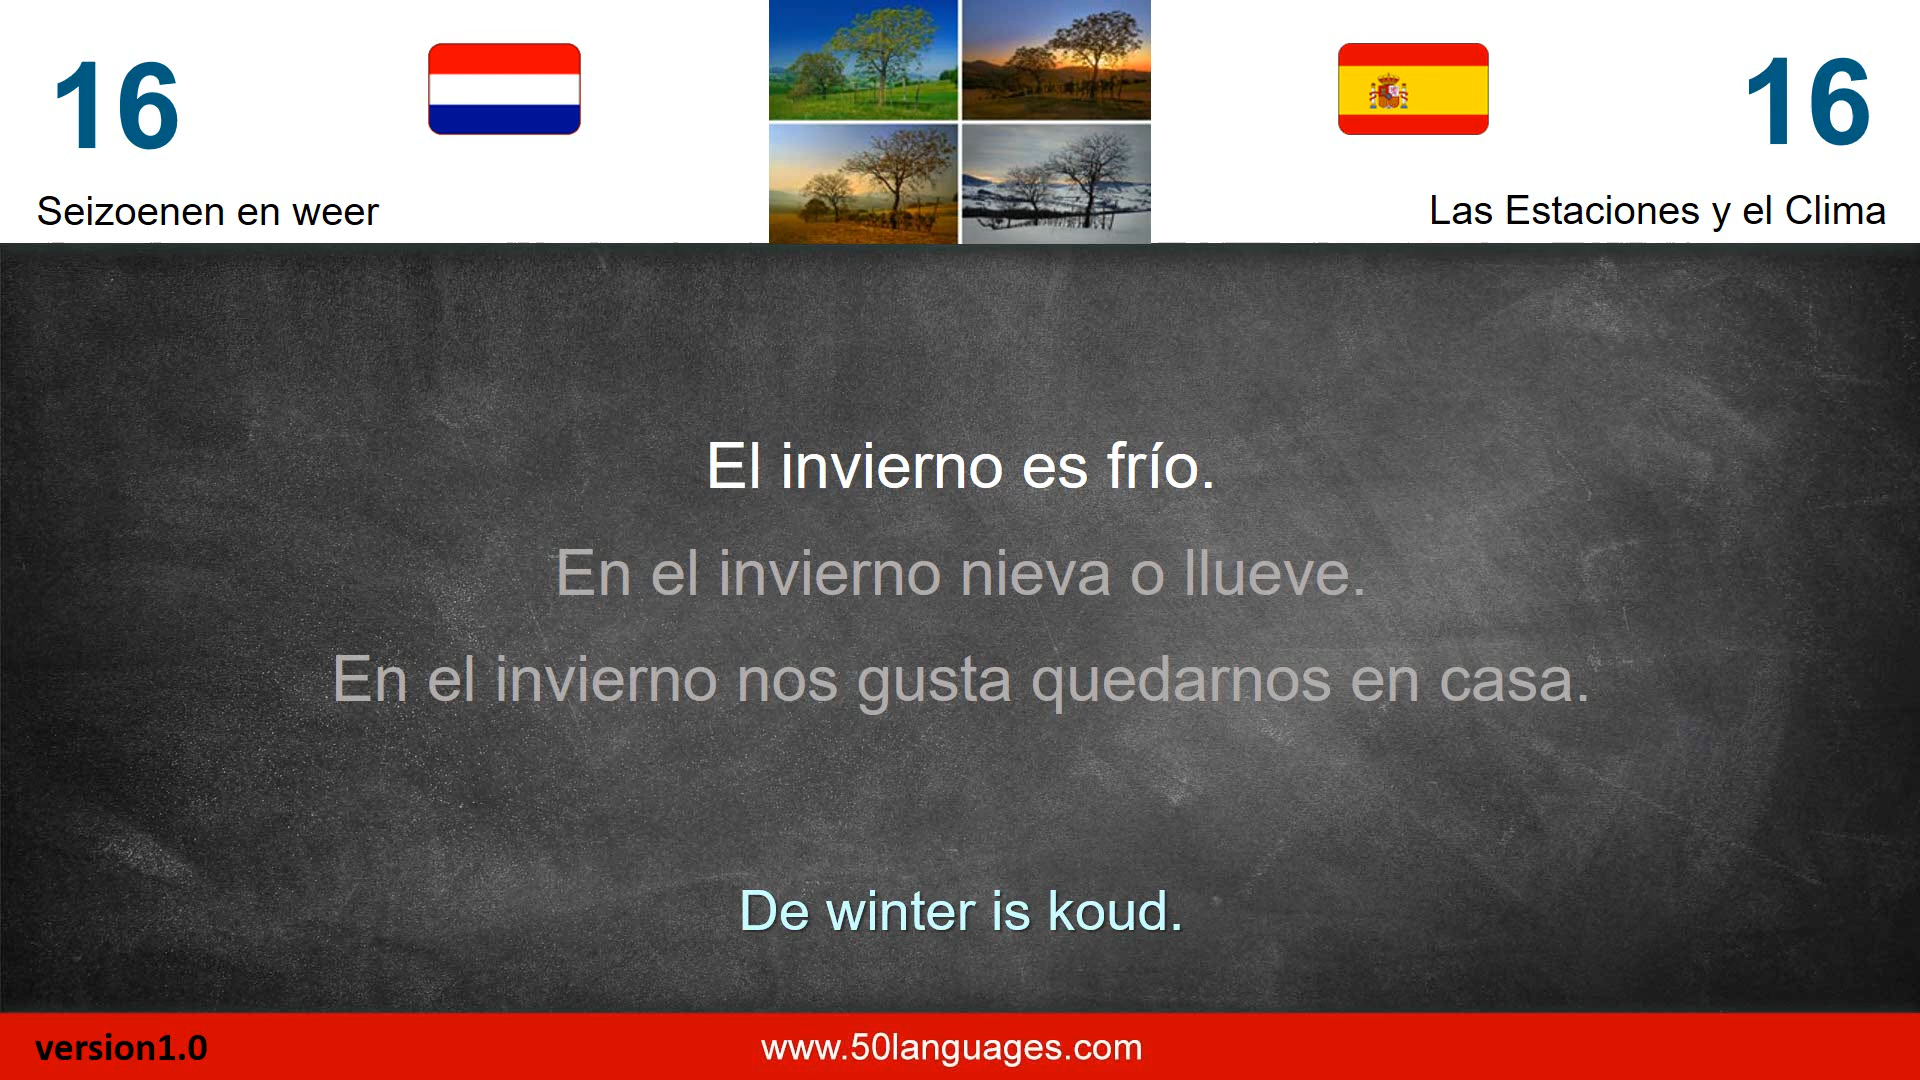 16
16
Seizoenen en weer
Las Estaciones y el Clima
El invierno es frío.
En el invierno nieva o llueve.
En el invierno nos gusta quedarnos en casa.
De winter is koud.
version1.0
www.50languages.com